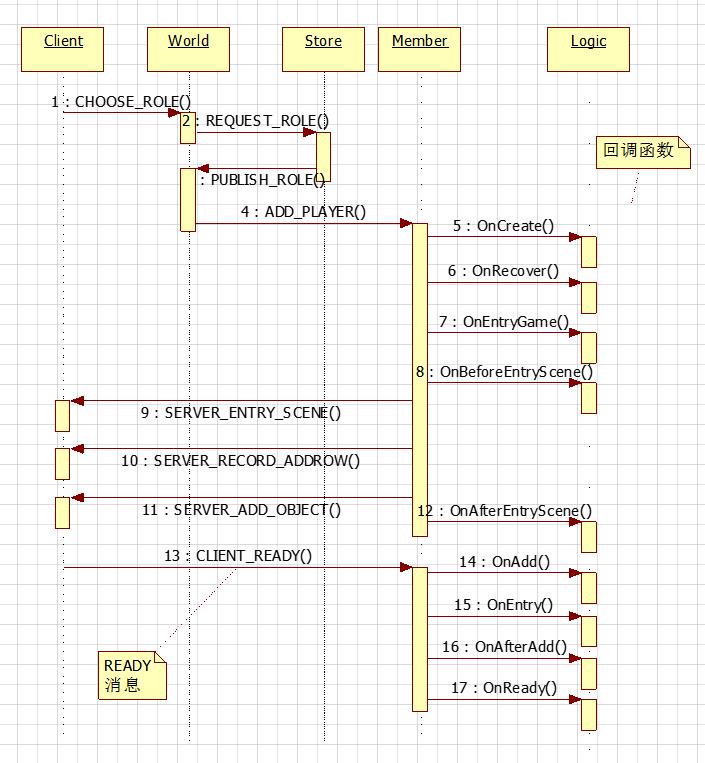 Client
World
Store
Member
Logic
1 : CHOOSE_ROLE()
2 : REQUEST_ROLE()
回调函数
: PUBLISH_ROLE()
4 : ADD_PLAYER()
5 : OnCreate()
6 : OnRecover()
7 : OnEntryGame()
8 : OnBeforeEntryScene()
9 : SERVER_ENTRY_SCENE()
10 : SERVER_RECORD_ADDROW()
11 : SERVER_ADD_OBJECT()
12 : OnAfterEntryScene()
13 : CLIENT_READY()
14 : OnAdd()
15 : OnEntry()
16 : OnAfterAdd()
READY
消息
17 : OnReady()